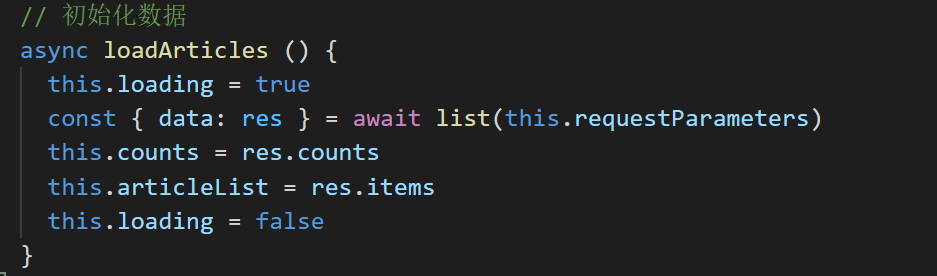 // 初始化数据
async loadArticles () {
  this.loading = true
  const { data: res } = await list(this.requestParameters)
  this.counts = res.counts
  this.articleList = res.items
  this.loading = false
}